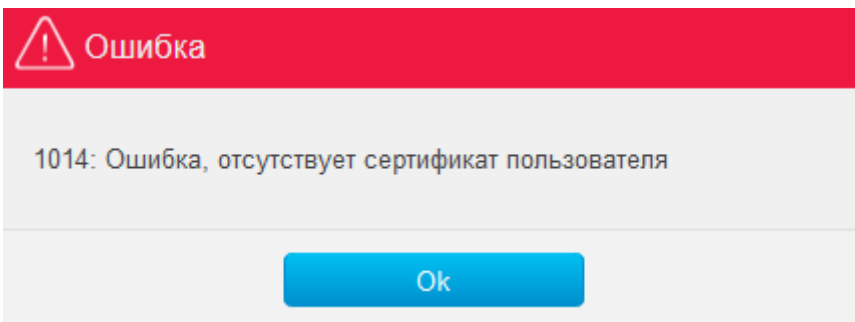 Ошибка
1014: Ошибка, отсутствует сертификат пользователя
Ok